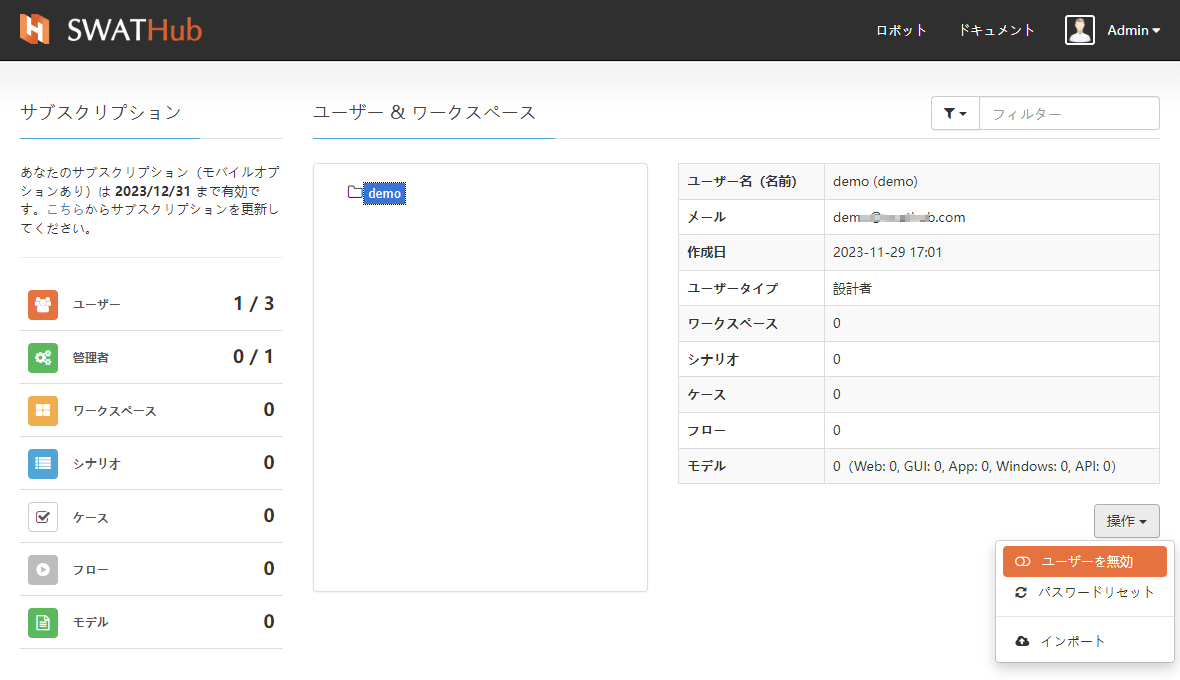 SWATHub
ロボット
ドキュメント
Admin
サブスクリプション
あなたのサブスクリプション（モバイルオプ
ションあり）は 2023/12/31 まで有効で
す。こちらからサブスクリプションを更新し
てください。
ユーザー 1 / 3
管理者 0 / 1
ワークスペース 0
シナリオ 0
ケース 0
フロー 0
モデル 0
ユーザー & ワークスペース
フィルター
demo
ユーザー名（名前） demo (demo)
メール .com
作成日 2023-11-29 17:01
ユーザータイプ 設計者
ワークスペース 0
シナリオ 0
ケース 0
フロー 0
モデル 0（Web: 0, GUI: 0, App: 0, Windows: 0, API: 0）
操作
ユーザーを無効
パスワードリセット
インポート